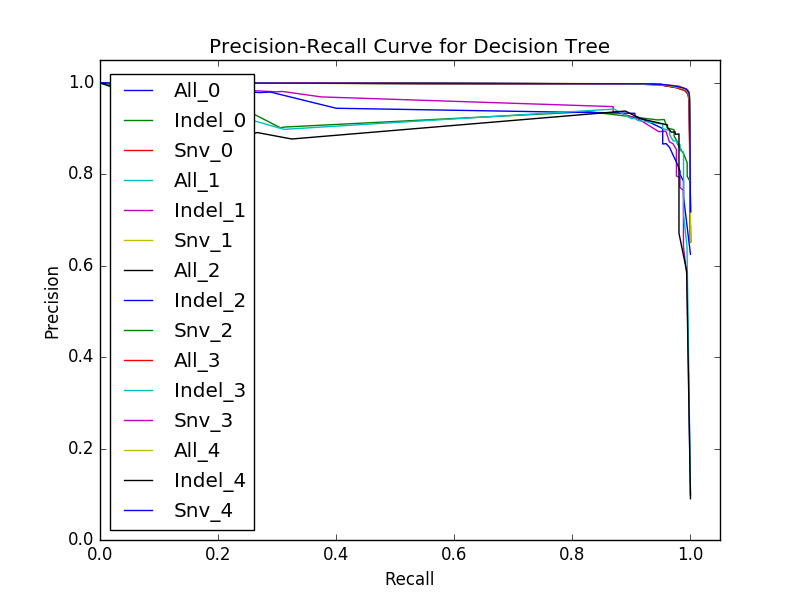 Precision-Recall Curve for Decision Tree
1.0
0.8
0.6
0.4
0.2
0.0
Precision
All_0
Indel_0
Snv_0
All_1
Indel_1
Snv_1
All_2
Indel_2
Snv_2
All_3
Indel_3
Snv_3
All_4
Indel_4
Snv_4
0.0 0.2 0.4 0.6 0.8 1.0
Recall